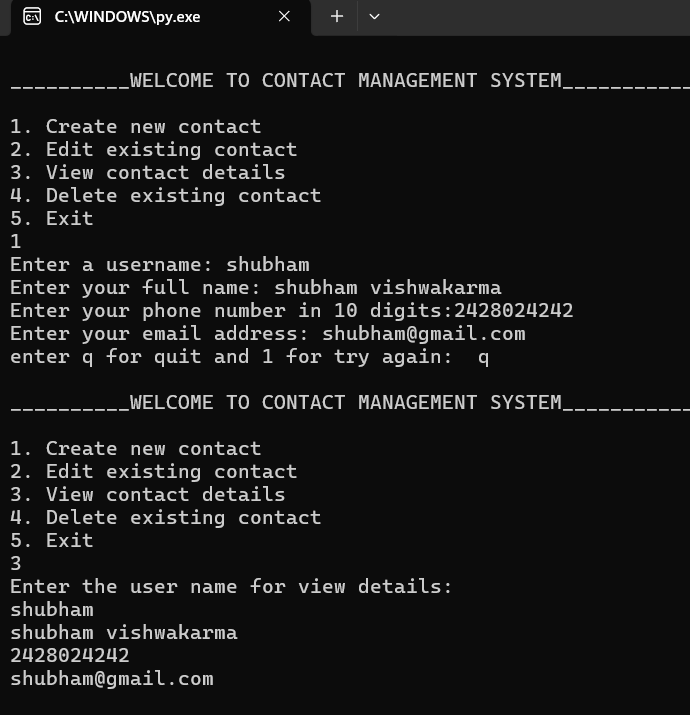 C:\WINDOWS\py.exe
__________WELCOME TO CONTACT MANAGEMENT SYSTEM___________
1. Create new contact
2. Edit existing contact
3. View contact details
4. Delete existing contact
5. Exit
1
Enter a username: shubham
Enter your full name: shubham vishwakarma
Enter your phone number in 10 digits:2428024242
Enter your email address: shubham@gmail.com
enter q for quit and 1 for try again:  q
__________WELCOME TO CONTACT MANAGEMENT SYSTEM___________
1. Create new contact
2. Edit existing contact
3. View contact details
4. Delete existing contact
5. Exit
3
Enter the user name for view details:
shubham
shubham vishwakarma
2428024242
shubham@gmail.com